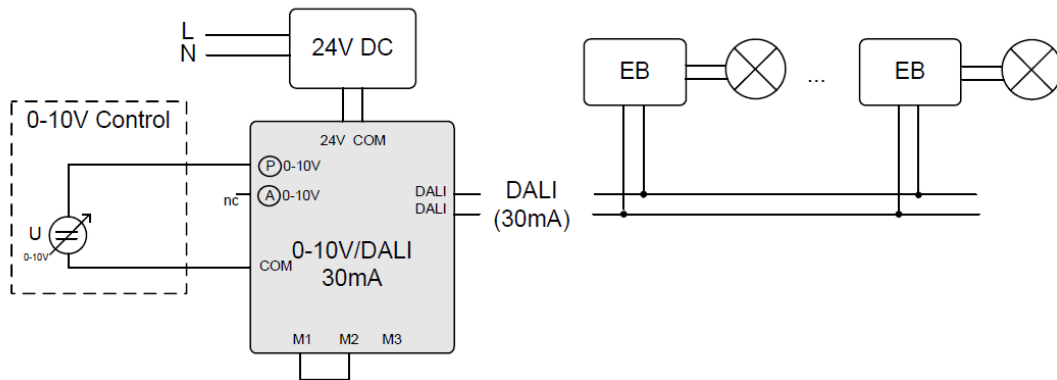 L
N
24V DC
EB
...
EB
0-10V Control
24V COM
P 0-10V
A 0-10V
nc
DALI
DALI
DALI
(30mA)
U
0-10V
0-10V/DALI
30mA
COM
M1 M2 M3